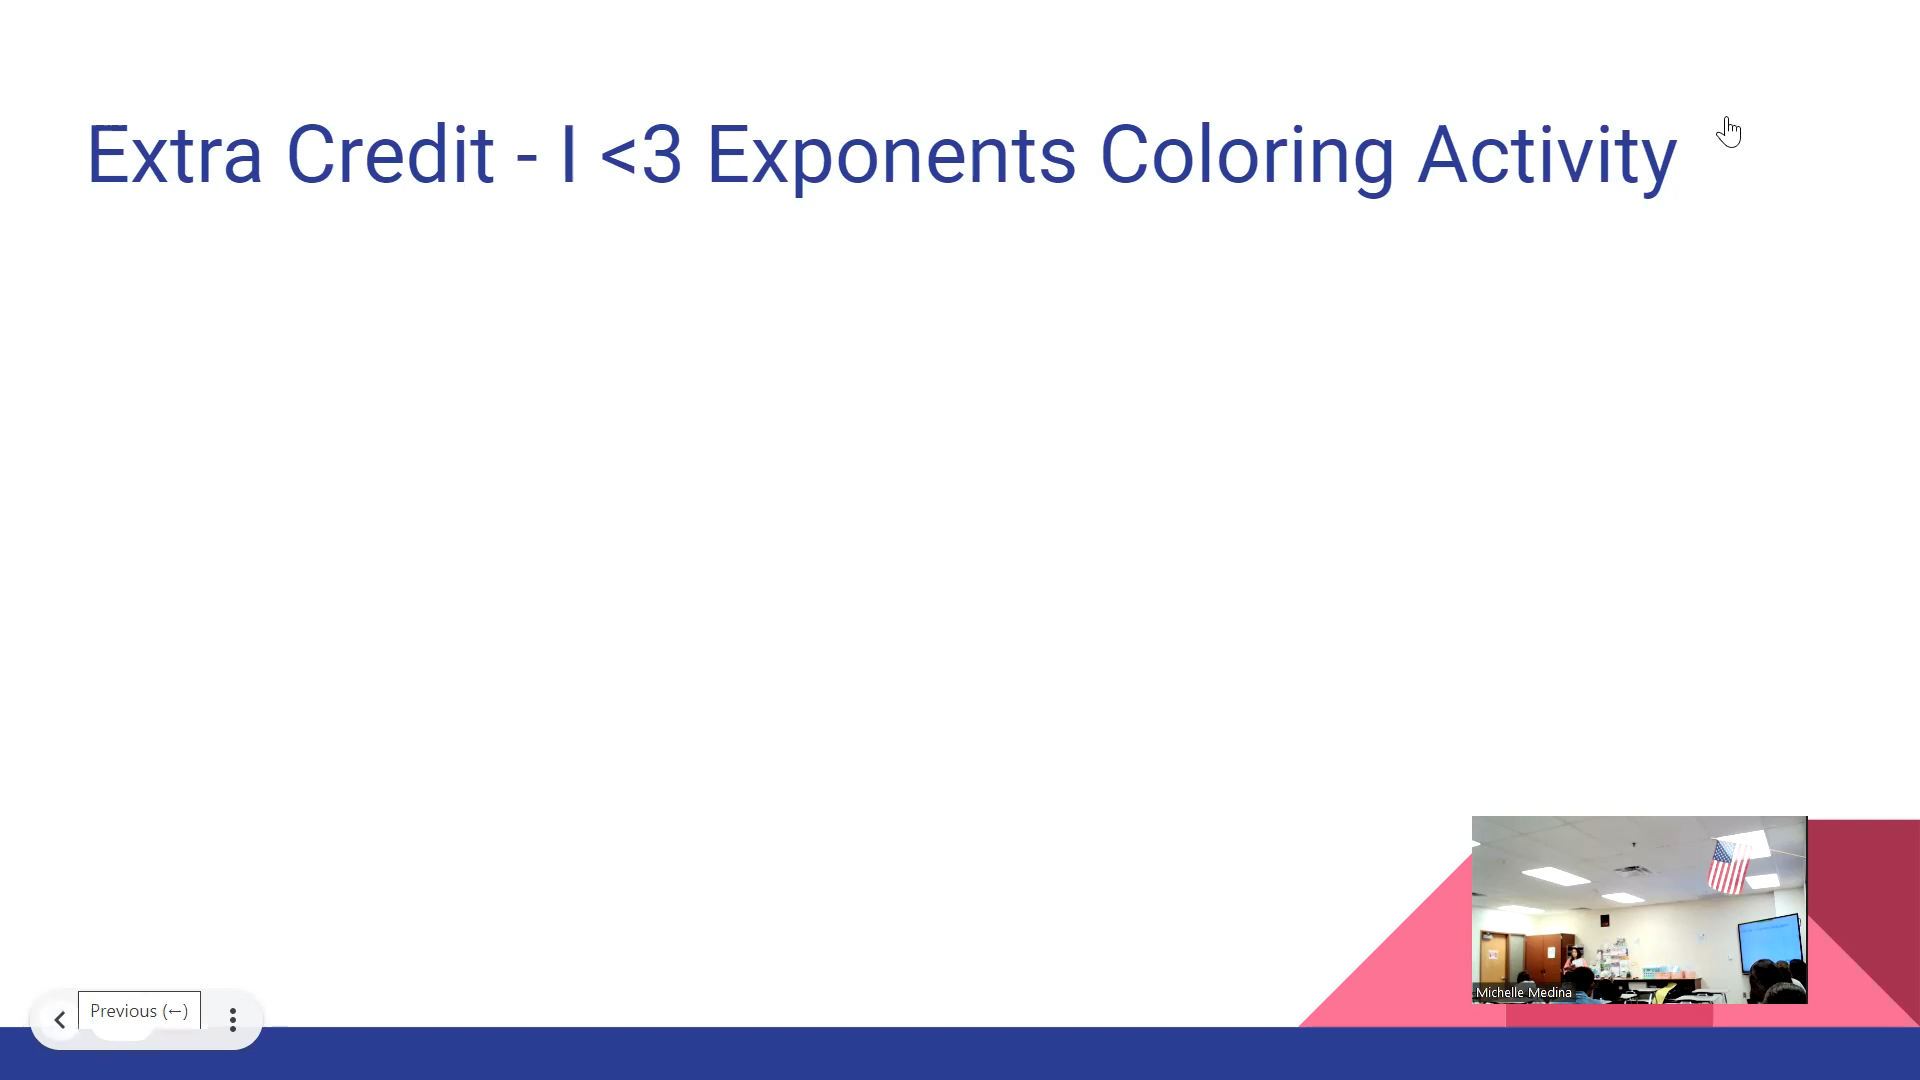 Extra Credit - I <3 Exponents Coloring Activity
Michelle Medina
Previous (←)